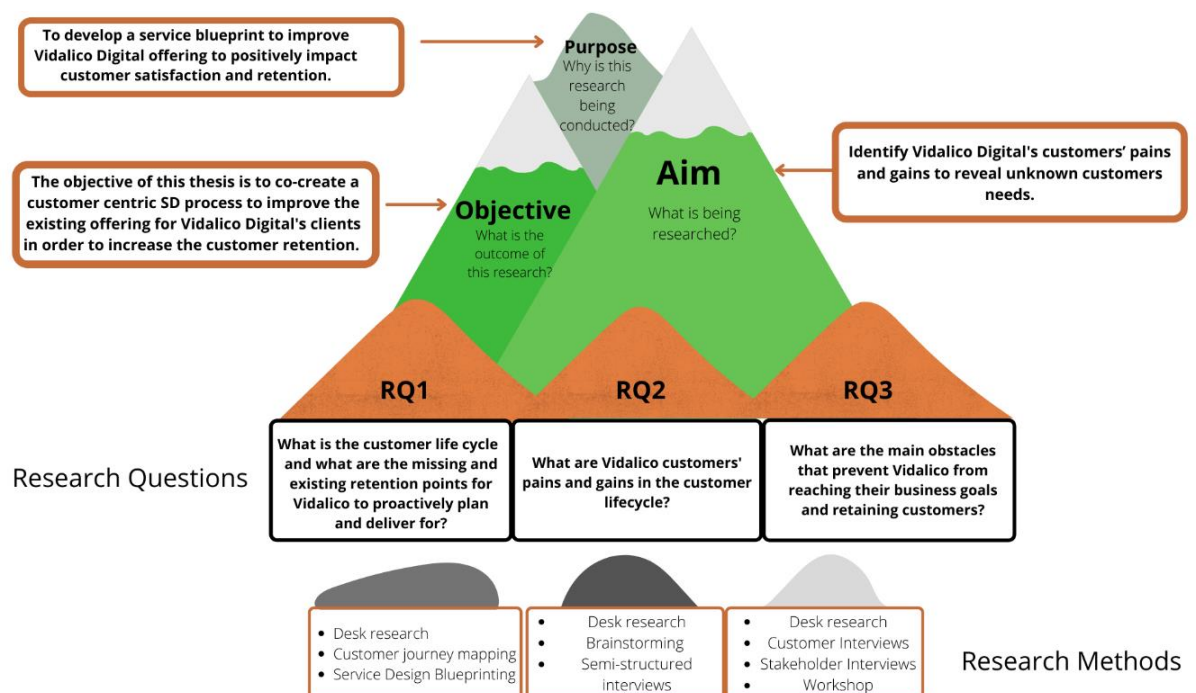 To develop a service blueprint to improve
Vidalico Digital offering to positively impact
customer satisfaction and retention.
Purpose
Why is this
research
being
conducted?
The objective of this thesis is to co-create a
customer centric SD process to improve the
existing offering for Vidalico Digital's clients
in order to increase the customer retention.
Objective
What is the
outcome of
this research?
Aim
What is being
researched?
Identify Vidalico Digital's customers’ pains
and gains to reveal unknown customers
needs.
RQ1
RQ2
RQ3
Research Questions
What is the customer life cycle
and what are the missing and
existing retention points for
Vidalico to proactively plan
and deliver for?
What are Vidalico customers'
pains and gains in the customer
lifecycle?
What are the main obstacles
that prevent Vidalico from
reaching their business goals
and retaining customers?
• Desk research
• Customer journey mapping
• Service Design Blueprinting
• Desk research
• Brainstorming
• Semi-structured
interviews
• Desk research
• Customer Interviews
• Stakeholder Interviews
• Workshop
Research Methods